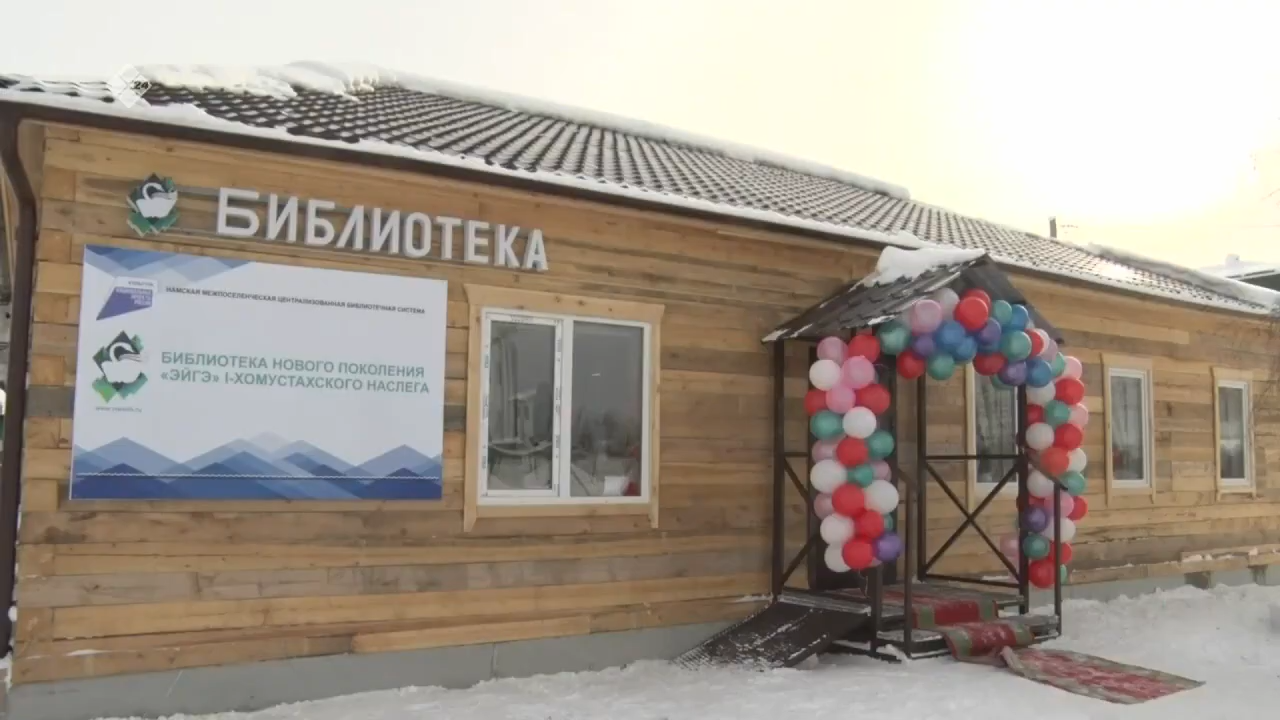 БИБЛИОТЕКА
НАМСКАЯ МЕЖПОСЕЛЕНЧЕСКАЯ ЦЕНТРАЛИЗОВАННАЯ БИБЛИОТЕЧНАЯ СИСТЕМА
БИБЛИОТЕКА НОВОГО ПОКОЛЕНИЯ
«ЭЙГЭ» I-ХОМУСТАХСКОГО НАСЛЕГА